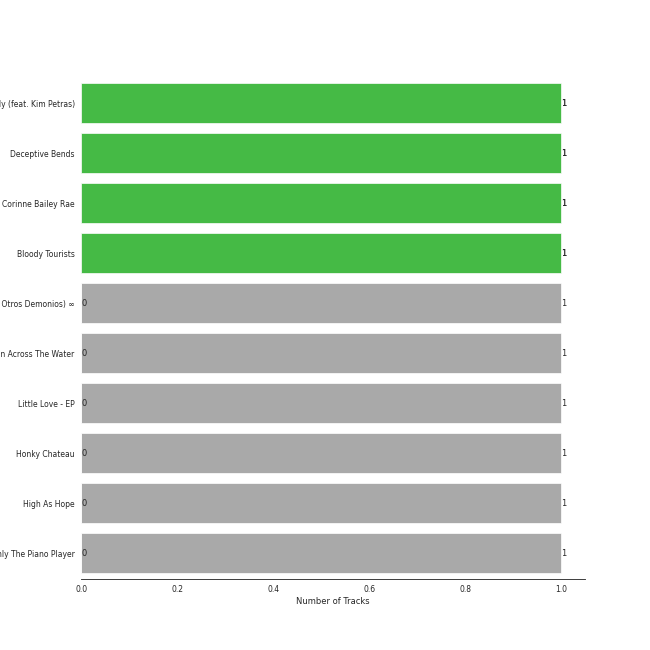 (feat. Kim Petras) 1
Deceptive Bends 1
Corinne Bailey Rae 1
Bloody Tourists 1
Otros Demonios) ∞ 0 1
Across The Water 0 1
Little Love - EP 0 1
Honky Chateau 0 1
High As Hope 0 1
The Piano Player 0 1
0.0 0.2 0.4 0.6 0.8 1.0
Number of Tracks